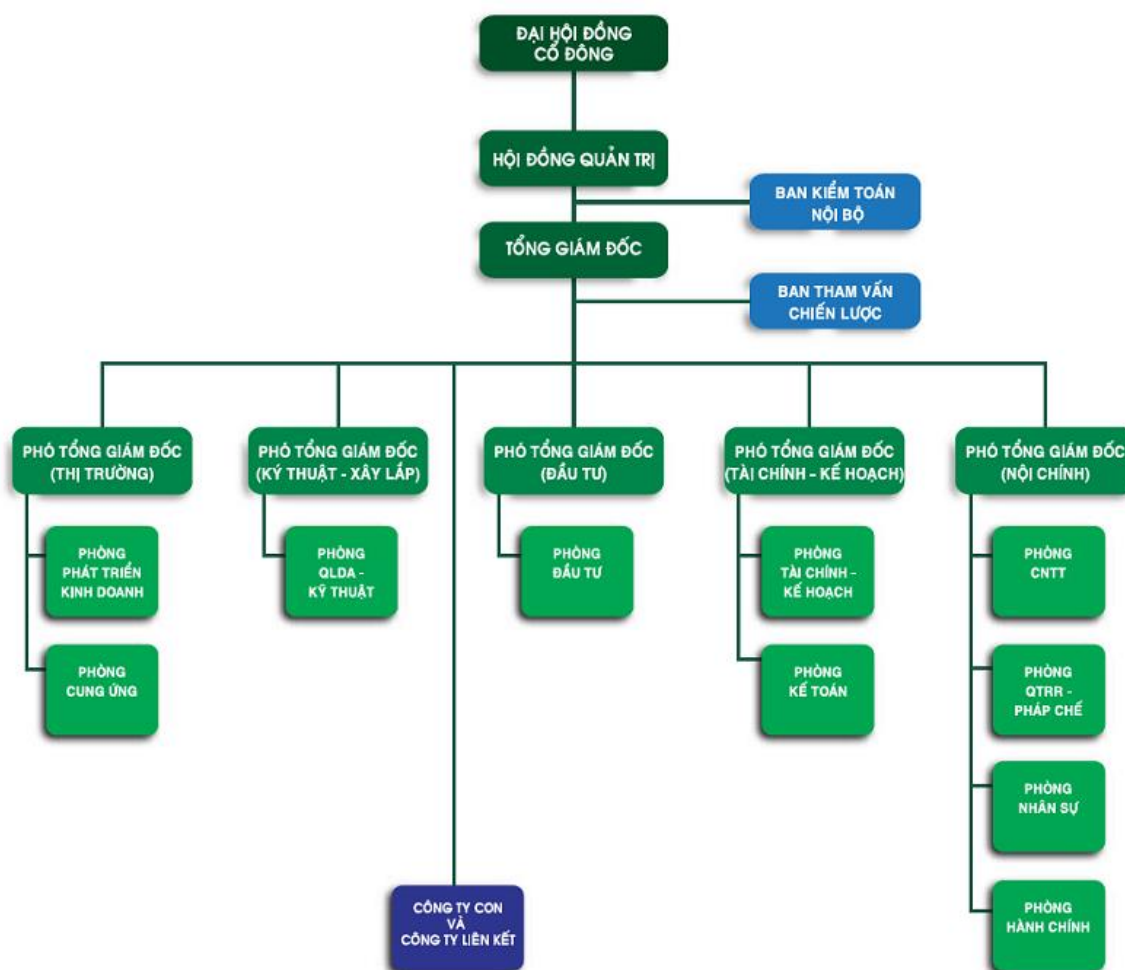 ĐẠI HỘI ĐỒNG
CỔ ĐÔNG
HỘI ĐỒNG QUẢN TRỊ
BAN KIỂM TOÁN
NỘI BỘ
TỔNG GIÁM ĐỐC
BAN THAM VẤN
CHIẾN LƯỢC
PHÓ TỔNG GIÁM ĐỐC
(THỊ TRƯỜNG)
PHÓ TỔNG GIÁM ĐỐC
(KÝ THUẬT - XÂY LẮP)
PHÓ TỔNG GIÁM ĐỐC
(ĐẦU TƯ)
PHÓ TỔNG GIÁM ĐỐC
(TÀI CHÍNH – KẾ HOẠCH)
PHÓ TỔNG GIÁM ĐỐC
(NỘI CHÍNH)
PHÒNG
PHÁT TRIỂN
KINH DOANH
PHÒNG
QLDA -
KỸ THUẬT
PHÒNG
ĐẦU TƯ
PHÒNG
TÀI CHÍNH –
KẾ HOẠCH
PHÒNG
CNTT
PHÒNG
CUNG ỨNG
PHÒNG
KẾ TOÁN
PHÒNG
QTRR -
PHÁP CHẾ
PHÒNG
NHÂN SỰ
PHÒNG
HÀNH CHÍNH
CÔNG TY CON
VÀ
CÔNG TY LIÊN KẾT